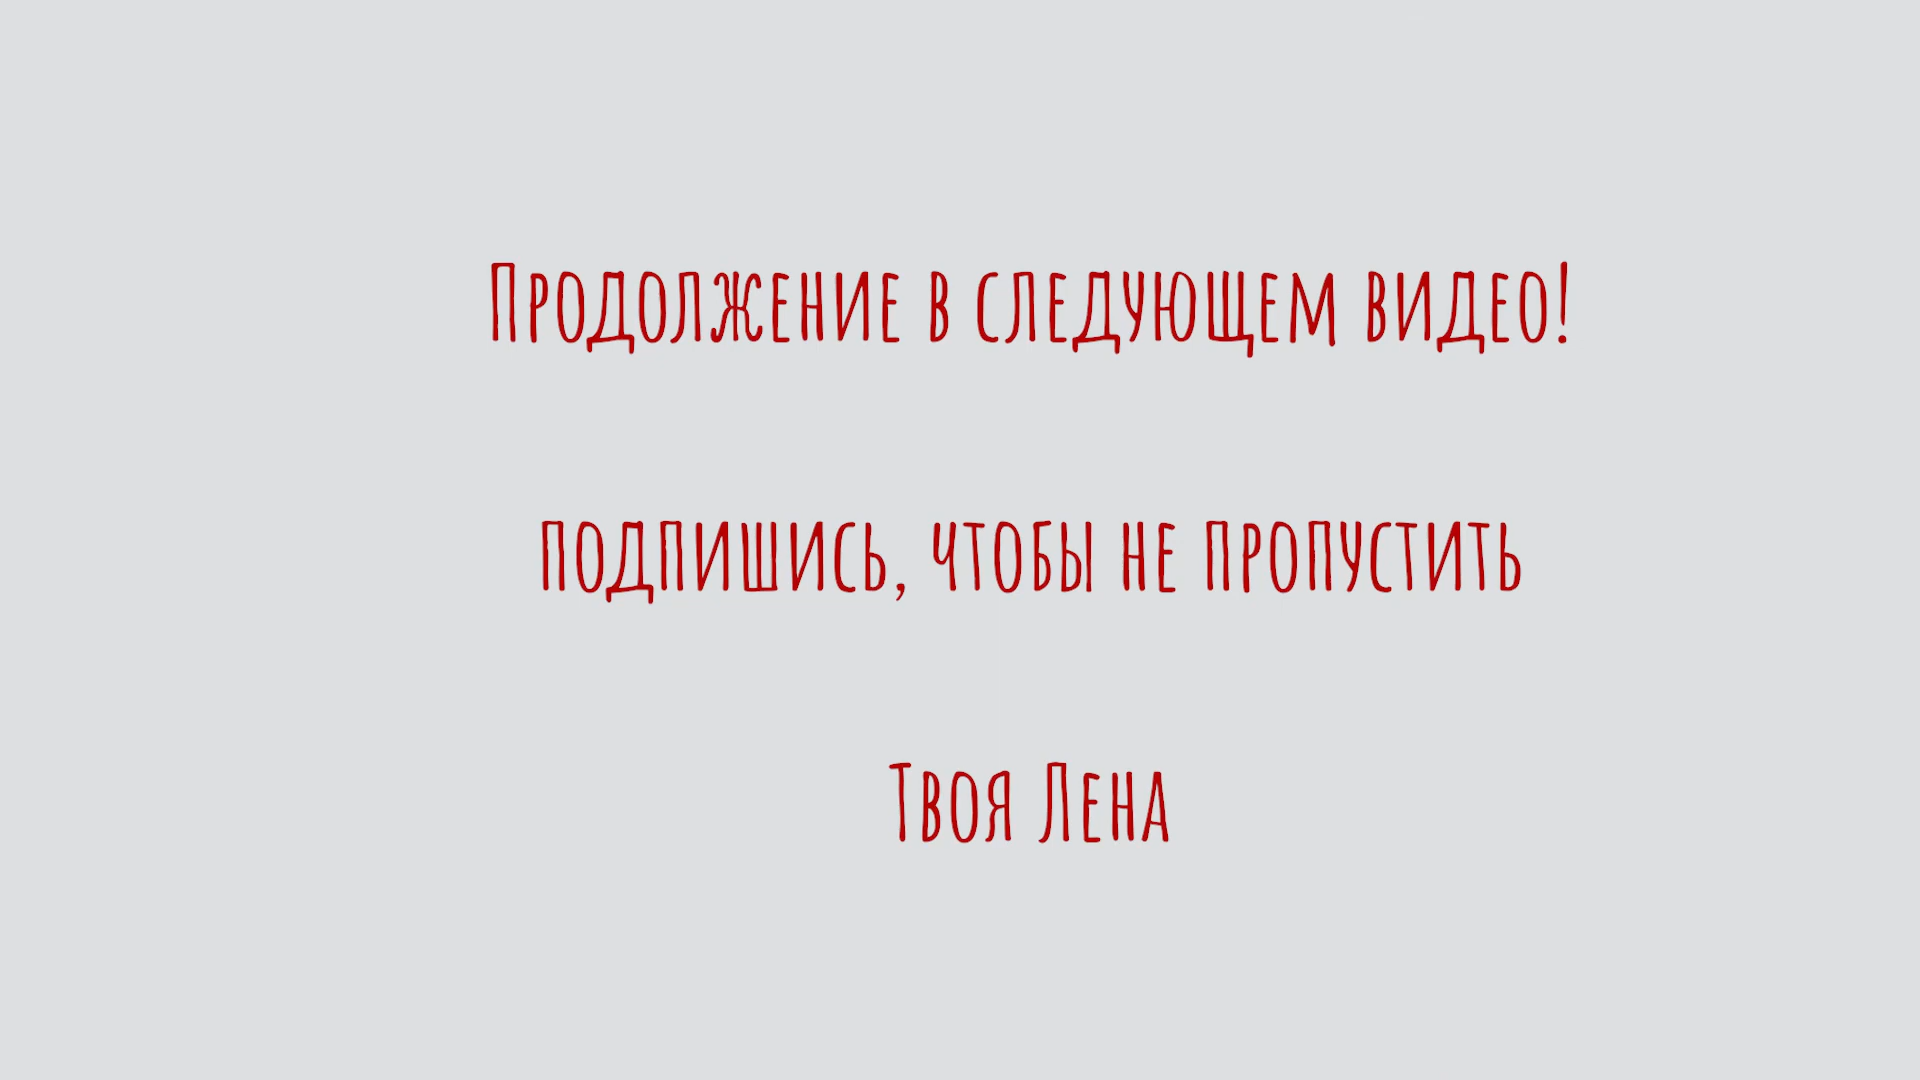 Продолжение в следующем видео!
подпишись, чтобы не пропустить
Твоя Лена